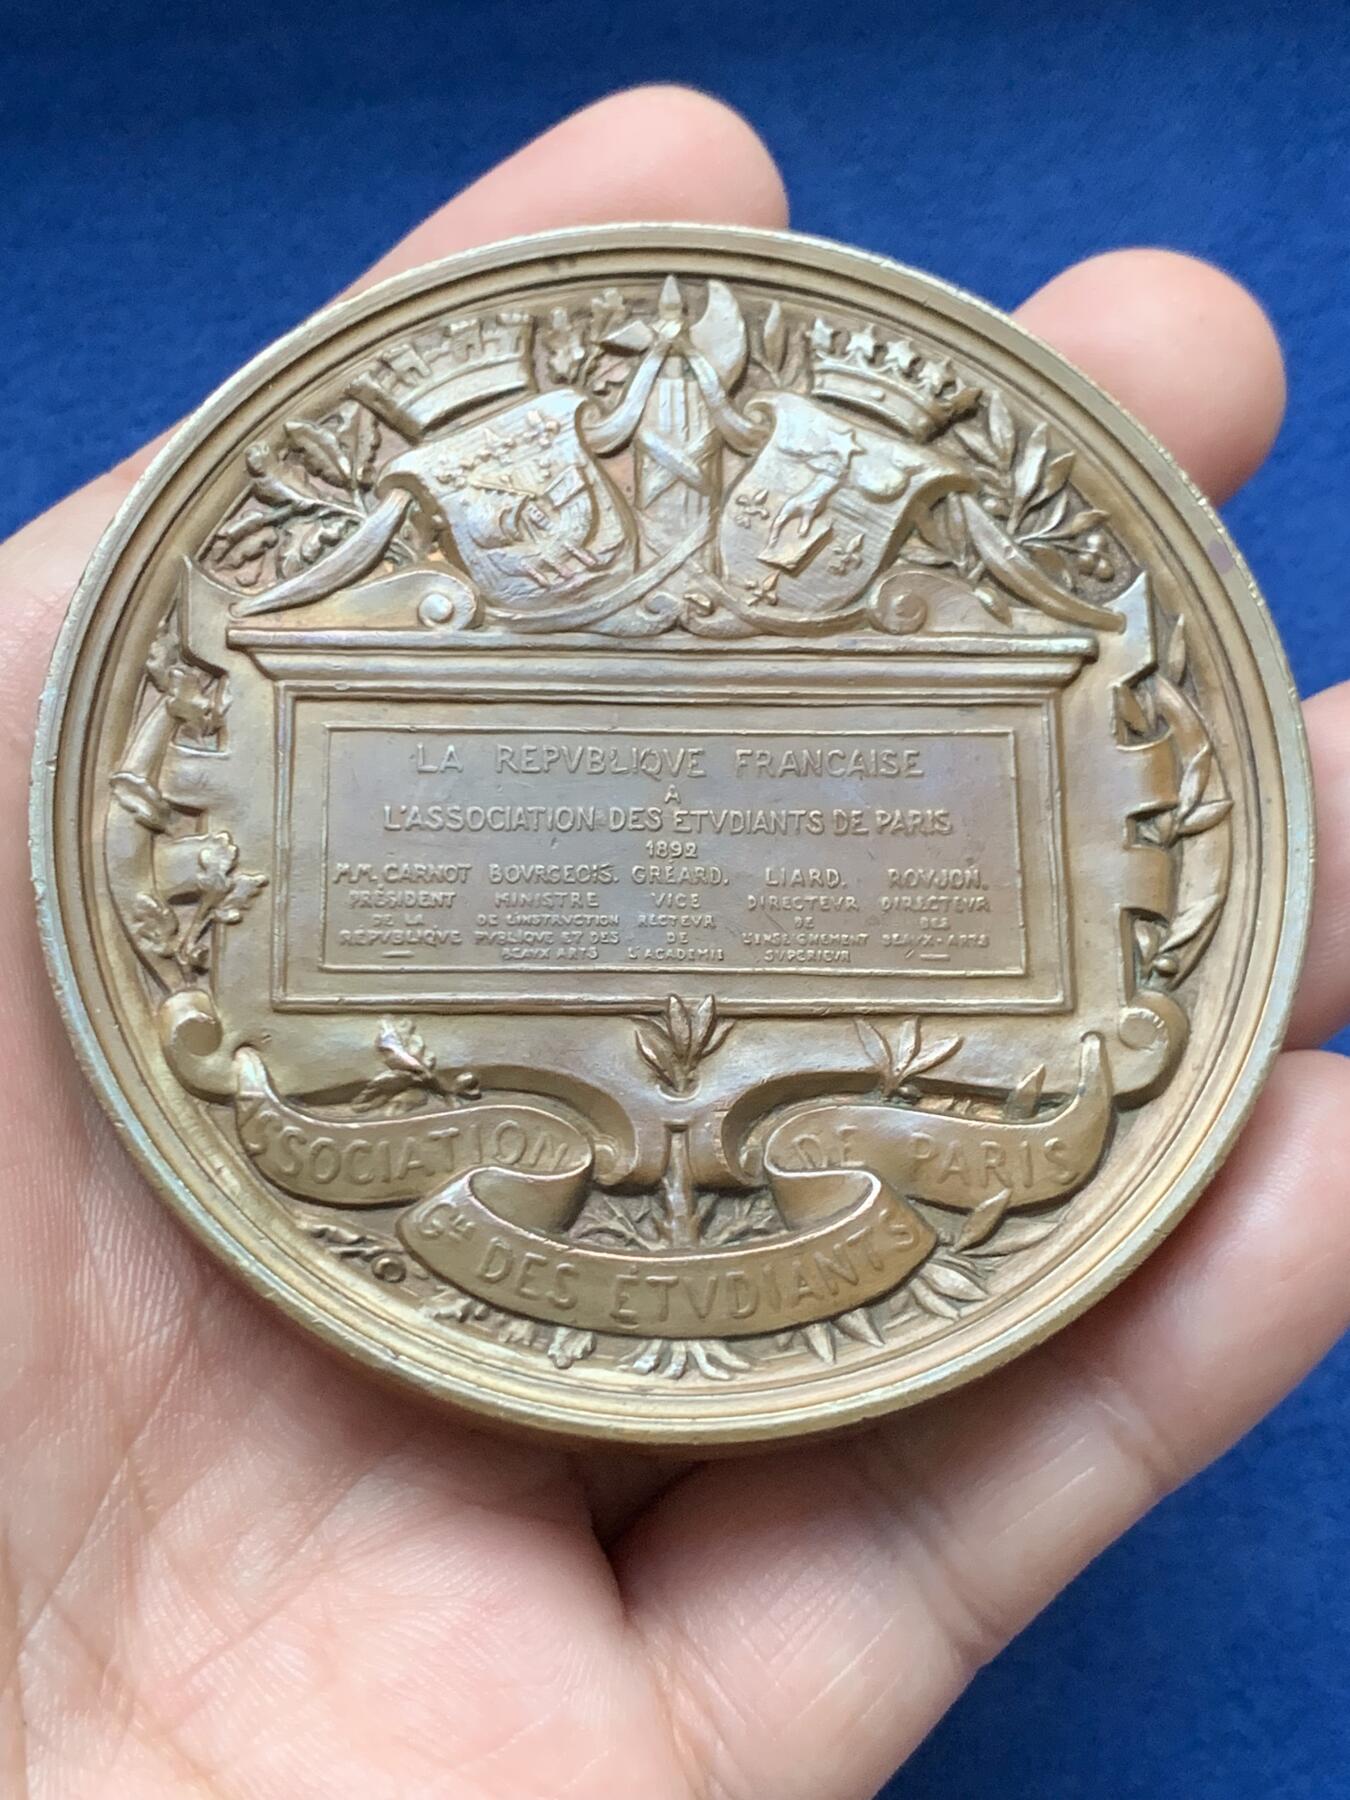 LA REPVBLIQVE FRANCAISE
A
L'ASSOCIATION DES ETVDIANTS DE PARIS
1892
MM. CARNOT BOVRGEOIS. GRÉARD. LIARD. ROVJON.
PRÉSIDENT MINISTRE VICE DIRECTEVR DIRECTEVR
DE LA DE L'INSTRVCTION RECTEVR DE DES
RÉPVBLIQVE PVBLIQVE ET DES DE L'ENSEIGNEMENT BEAVX-ARTS
BEAVX ARTS L'ACADEMIE SVPERIEVR
ASSOCIATION DE PARIS
Gle DES ÉTVDIANTS